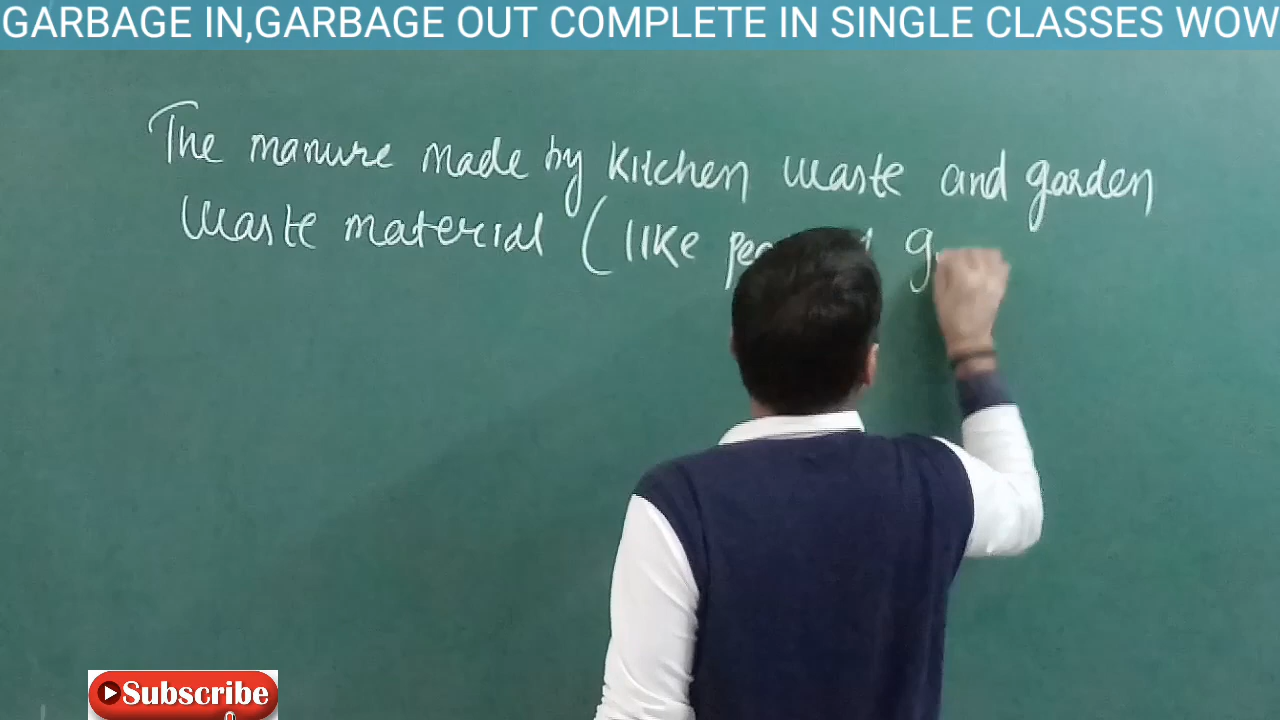 GARBAGE IN,GARBAGE OUT COMPLETE IN SINGLE CLASSES WOW
The manure made by kitchen waste and garden
waste material (like
Subscribe